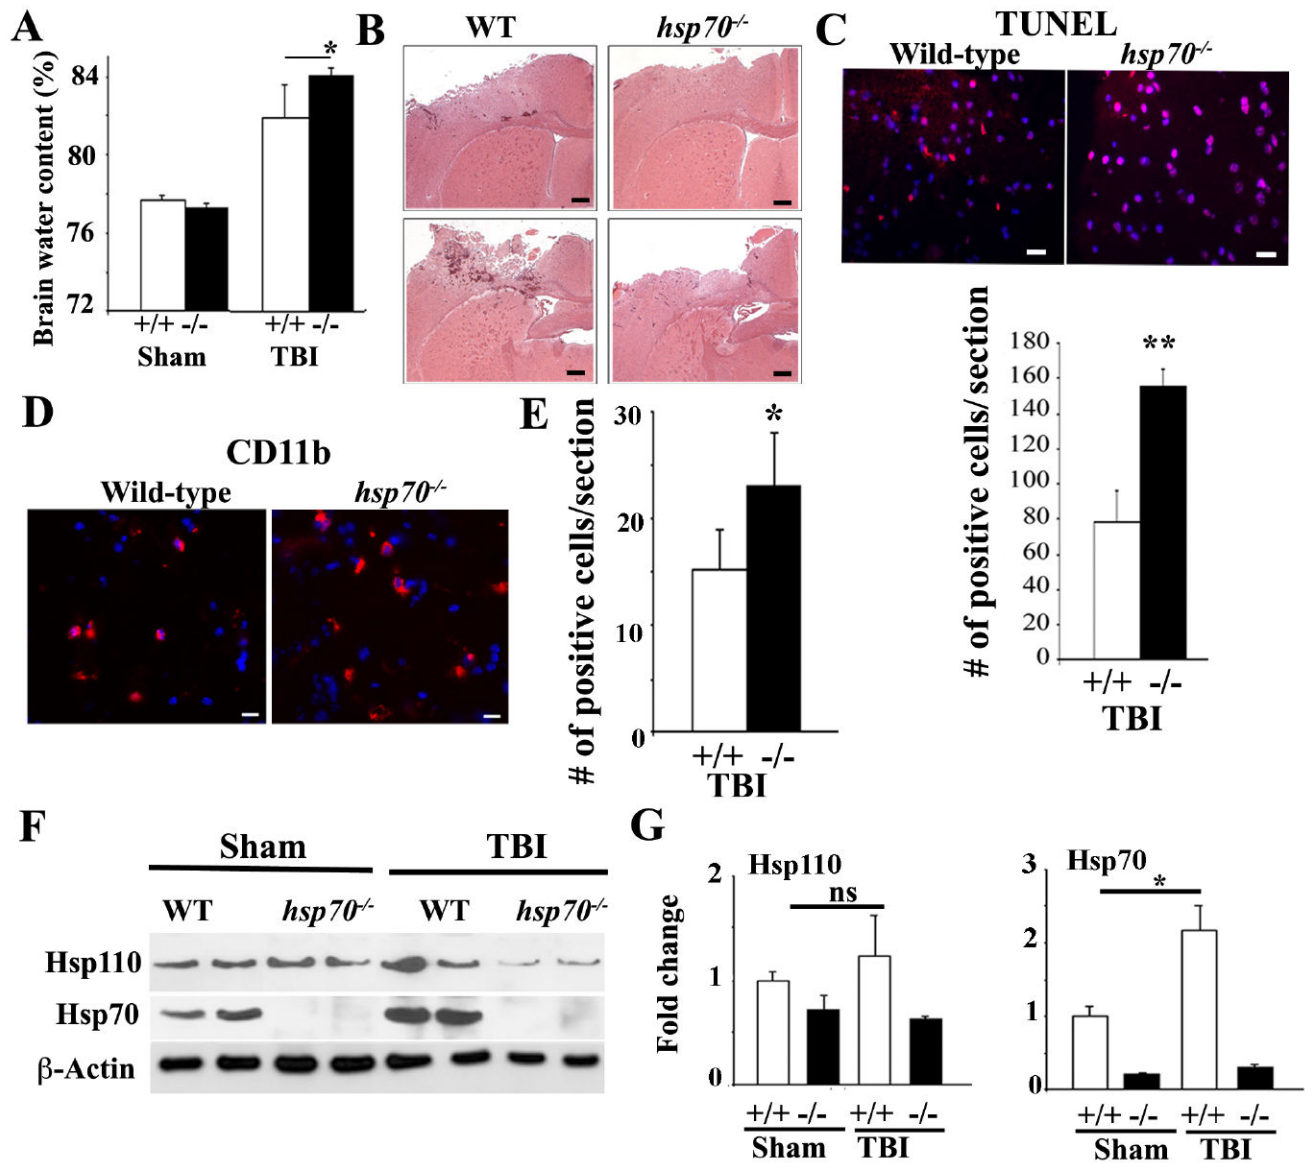 A
Brain water content (%)
84
80
76
72
*
+/+ -/-
+/+ -/-
Sham
TBI
B
WT
hsp70-/-
C
TUNEL
Wild-type
hsp70-/-
# of positive cells/ section
180
160
140
120
100
80
60
40
20
0
**
+/+ -/-
TBI
D
CD11b
Wild-type
hsp70-/-
E
# of positive cells/section
30
20
10
0
*
+/+ -/-
TBI
F
Sham
TBI
WT
hsp70-/-
WT
hsp70-/-
Hsp110
Hsp70
β-Actin
G
Fold change
Hsp110
2
1
0
ns
+/+ -/- +/+ -/-
Sham
TBI
Hsp70
3
2
1
0
*
+/+ -/- +/+ -/-
Sham
TBI